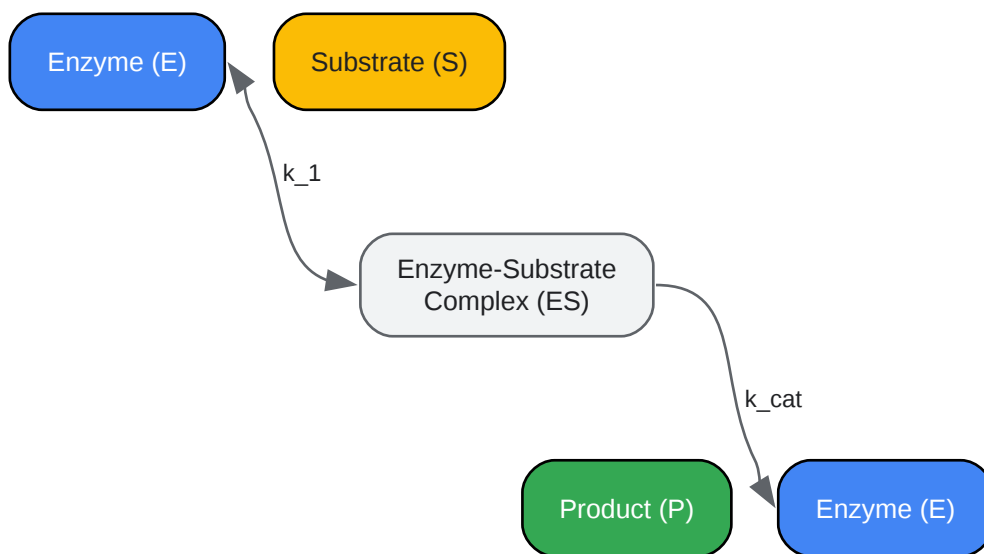 Enzyme (E)
Substrate (S)
k_1
Enzyme-Substrate
Complex (ES)
k_cat
Product (P)
Enzyme (E)